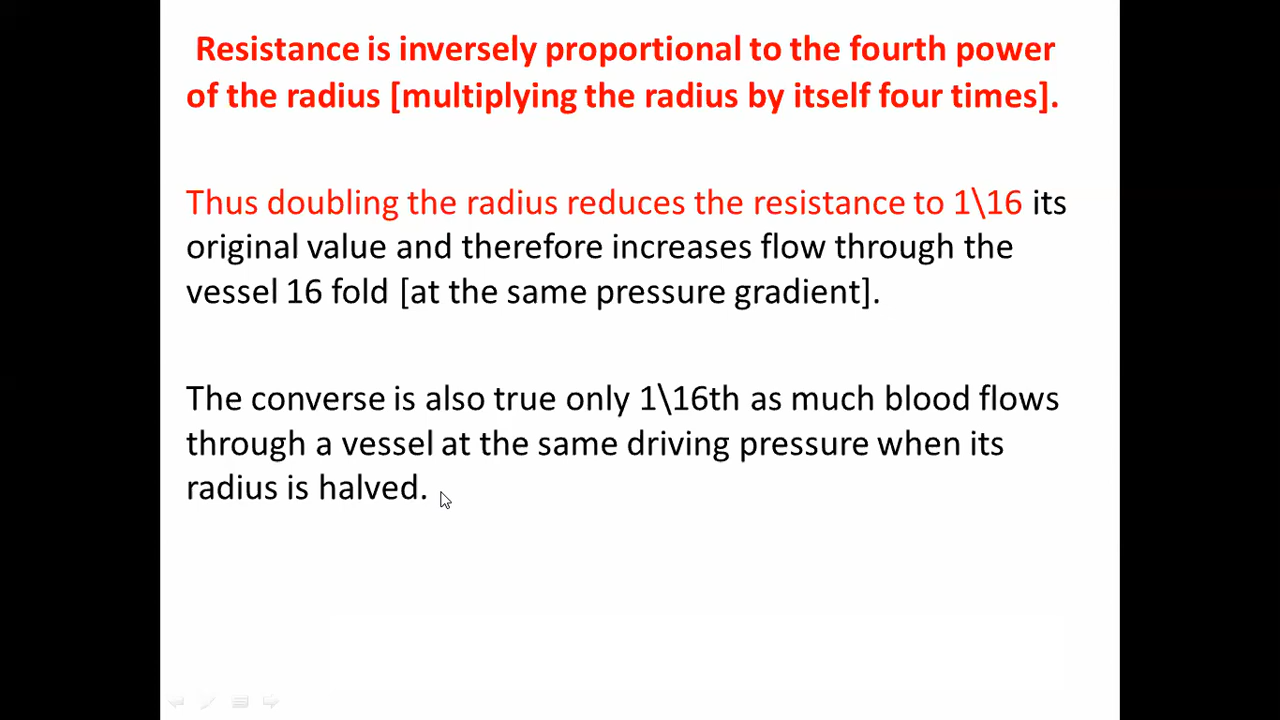 Resistance is inversely proportional to the fourth power
of the radius [multiplying the radius by itself four times].
Thus doubling the radius reduces the resistance to 1\16 its
original value and therefore increases flow through the
vessel 16 fold [at the same pressure gradient].
The converse is also true only 1\16th as much blood flows
through a vessel at the same driving pressure when its
radius is halved.